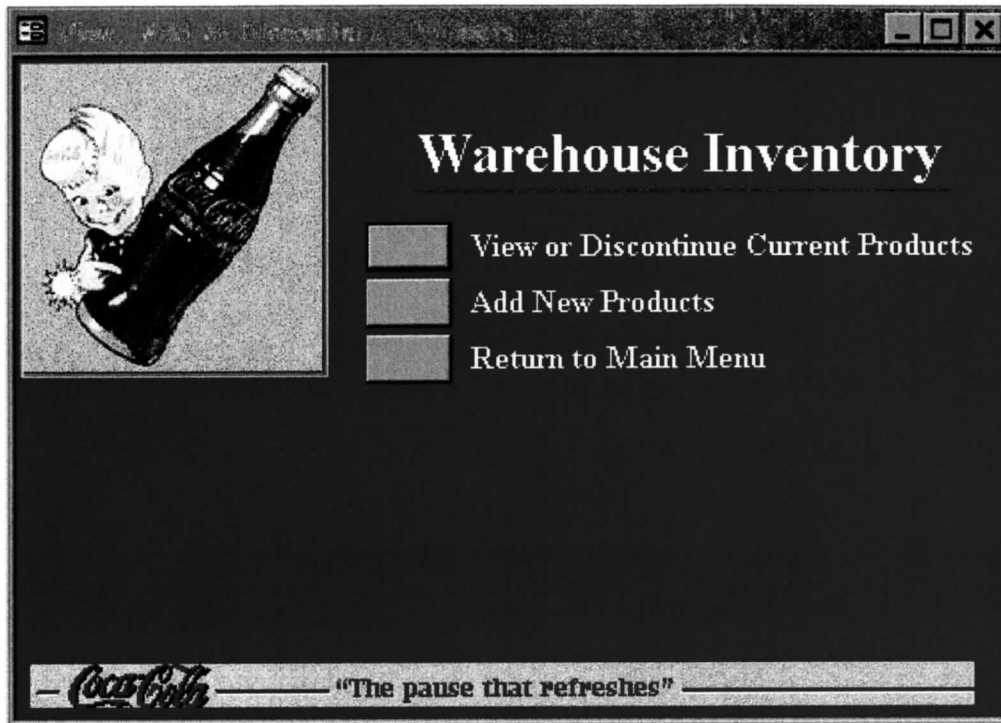 Warehouse Inventory
View or Discontinue Current Products
Add New Products
Return to Main Menu
Coca-Cola "The pause that refreshes"